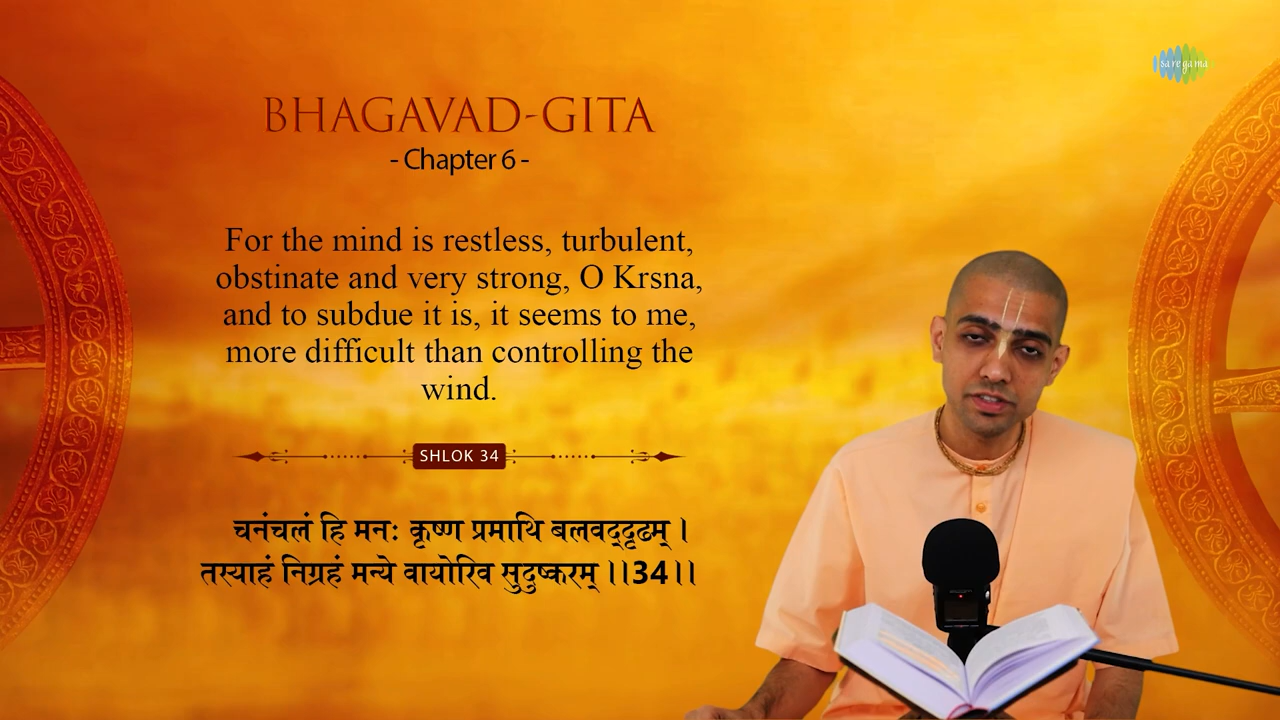 saregama
BHAGAVAD-GITA
- Chapter 6 -
For the mind is restless, turbulent,
obstinate and very strong, O Krsna,
and to subdue it is, it seems to me,
more difficult than controlling the
wind.
SHLOK 34
चनंचलं हि मनः कृष्ण प्रमाथि बलवद्दृढम् ।
तस्याहं निग्रहं मन्ये वायोरिव सुदुष्करम् ।।34।।